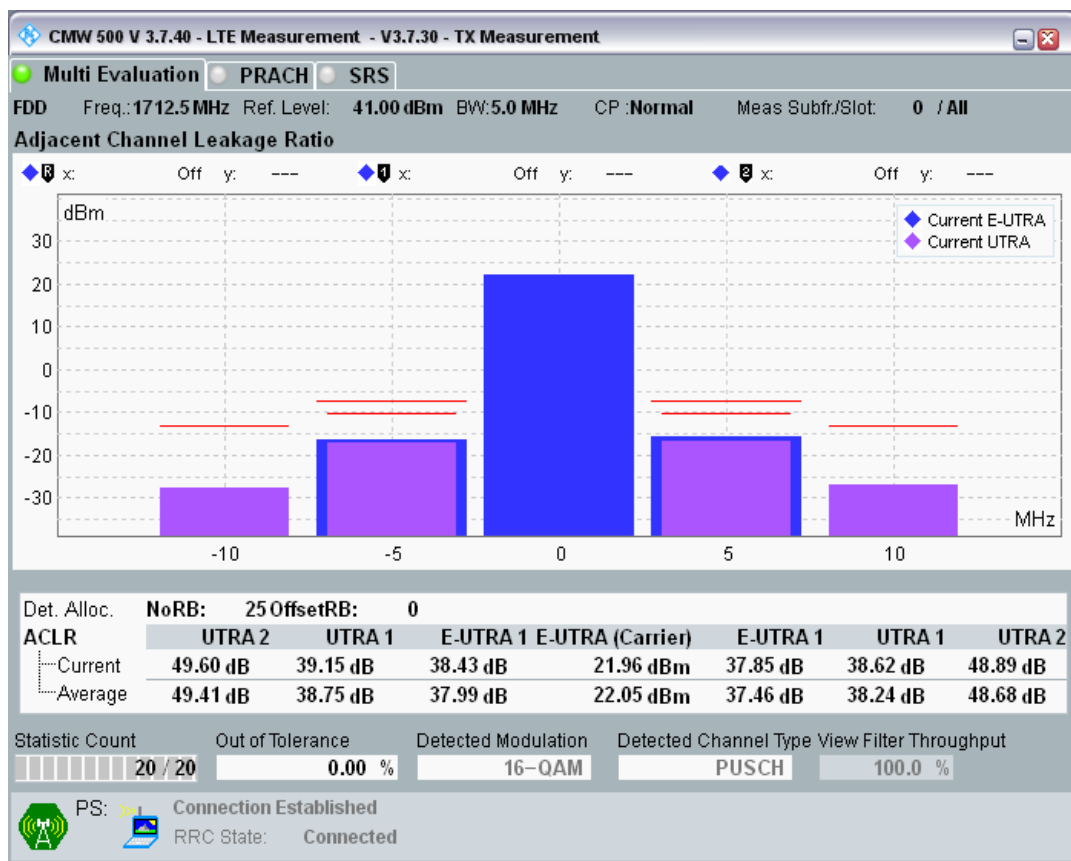 CMW 500 V 3.7.40 - LTE Measurement - V3.7.30 - TX Measurement
Multi Evaluation PRACH SRS
FDD Freq.: 1712.5 MHz Ref. Level: 41.00 dBm BW: 5.0 MHz CP : Normal Meas Subfr./Slot: 0 / All
Adjacent Channel Leakage Ratio
R x: Off y: --- 1 x: Off y: --- 2 x: Off y: ---
dBm
Current E-UTRA
Current UTRA
30
20
10
0
-10
-20
-30
MHz
-10 -5 0 5 10
Det. Alloc. NoRB: 25 OffsetRB: 0
ACLR UTRA 2 UTRA 1 E-UTRA 1 E-UTRA (Carrier) E-UTRA 1 UTRA 1 UTRA 2
Current 49.60 dB 39.15 dB 38.43 dB 21.96 dBm 37.85 dB 38.62 dB 48.89 dB
Average 49.41 dB 38.75 dB 37.99 dB 22.05 dBm 37.46 dB 38.24 dB 48.68 dB
Statistic Count Out of Tolerance Detected Modulation Detected Channel Type View Filter Throughput
20 / 20 0.00 % 16-QAM PUSCH 100.0 %
PS: Connection Established
RRC State: Connected